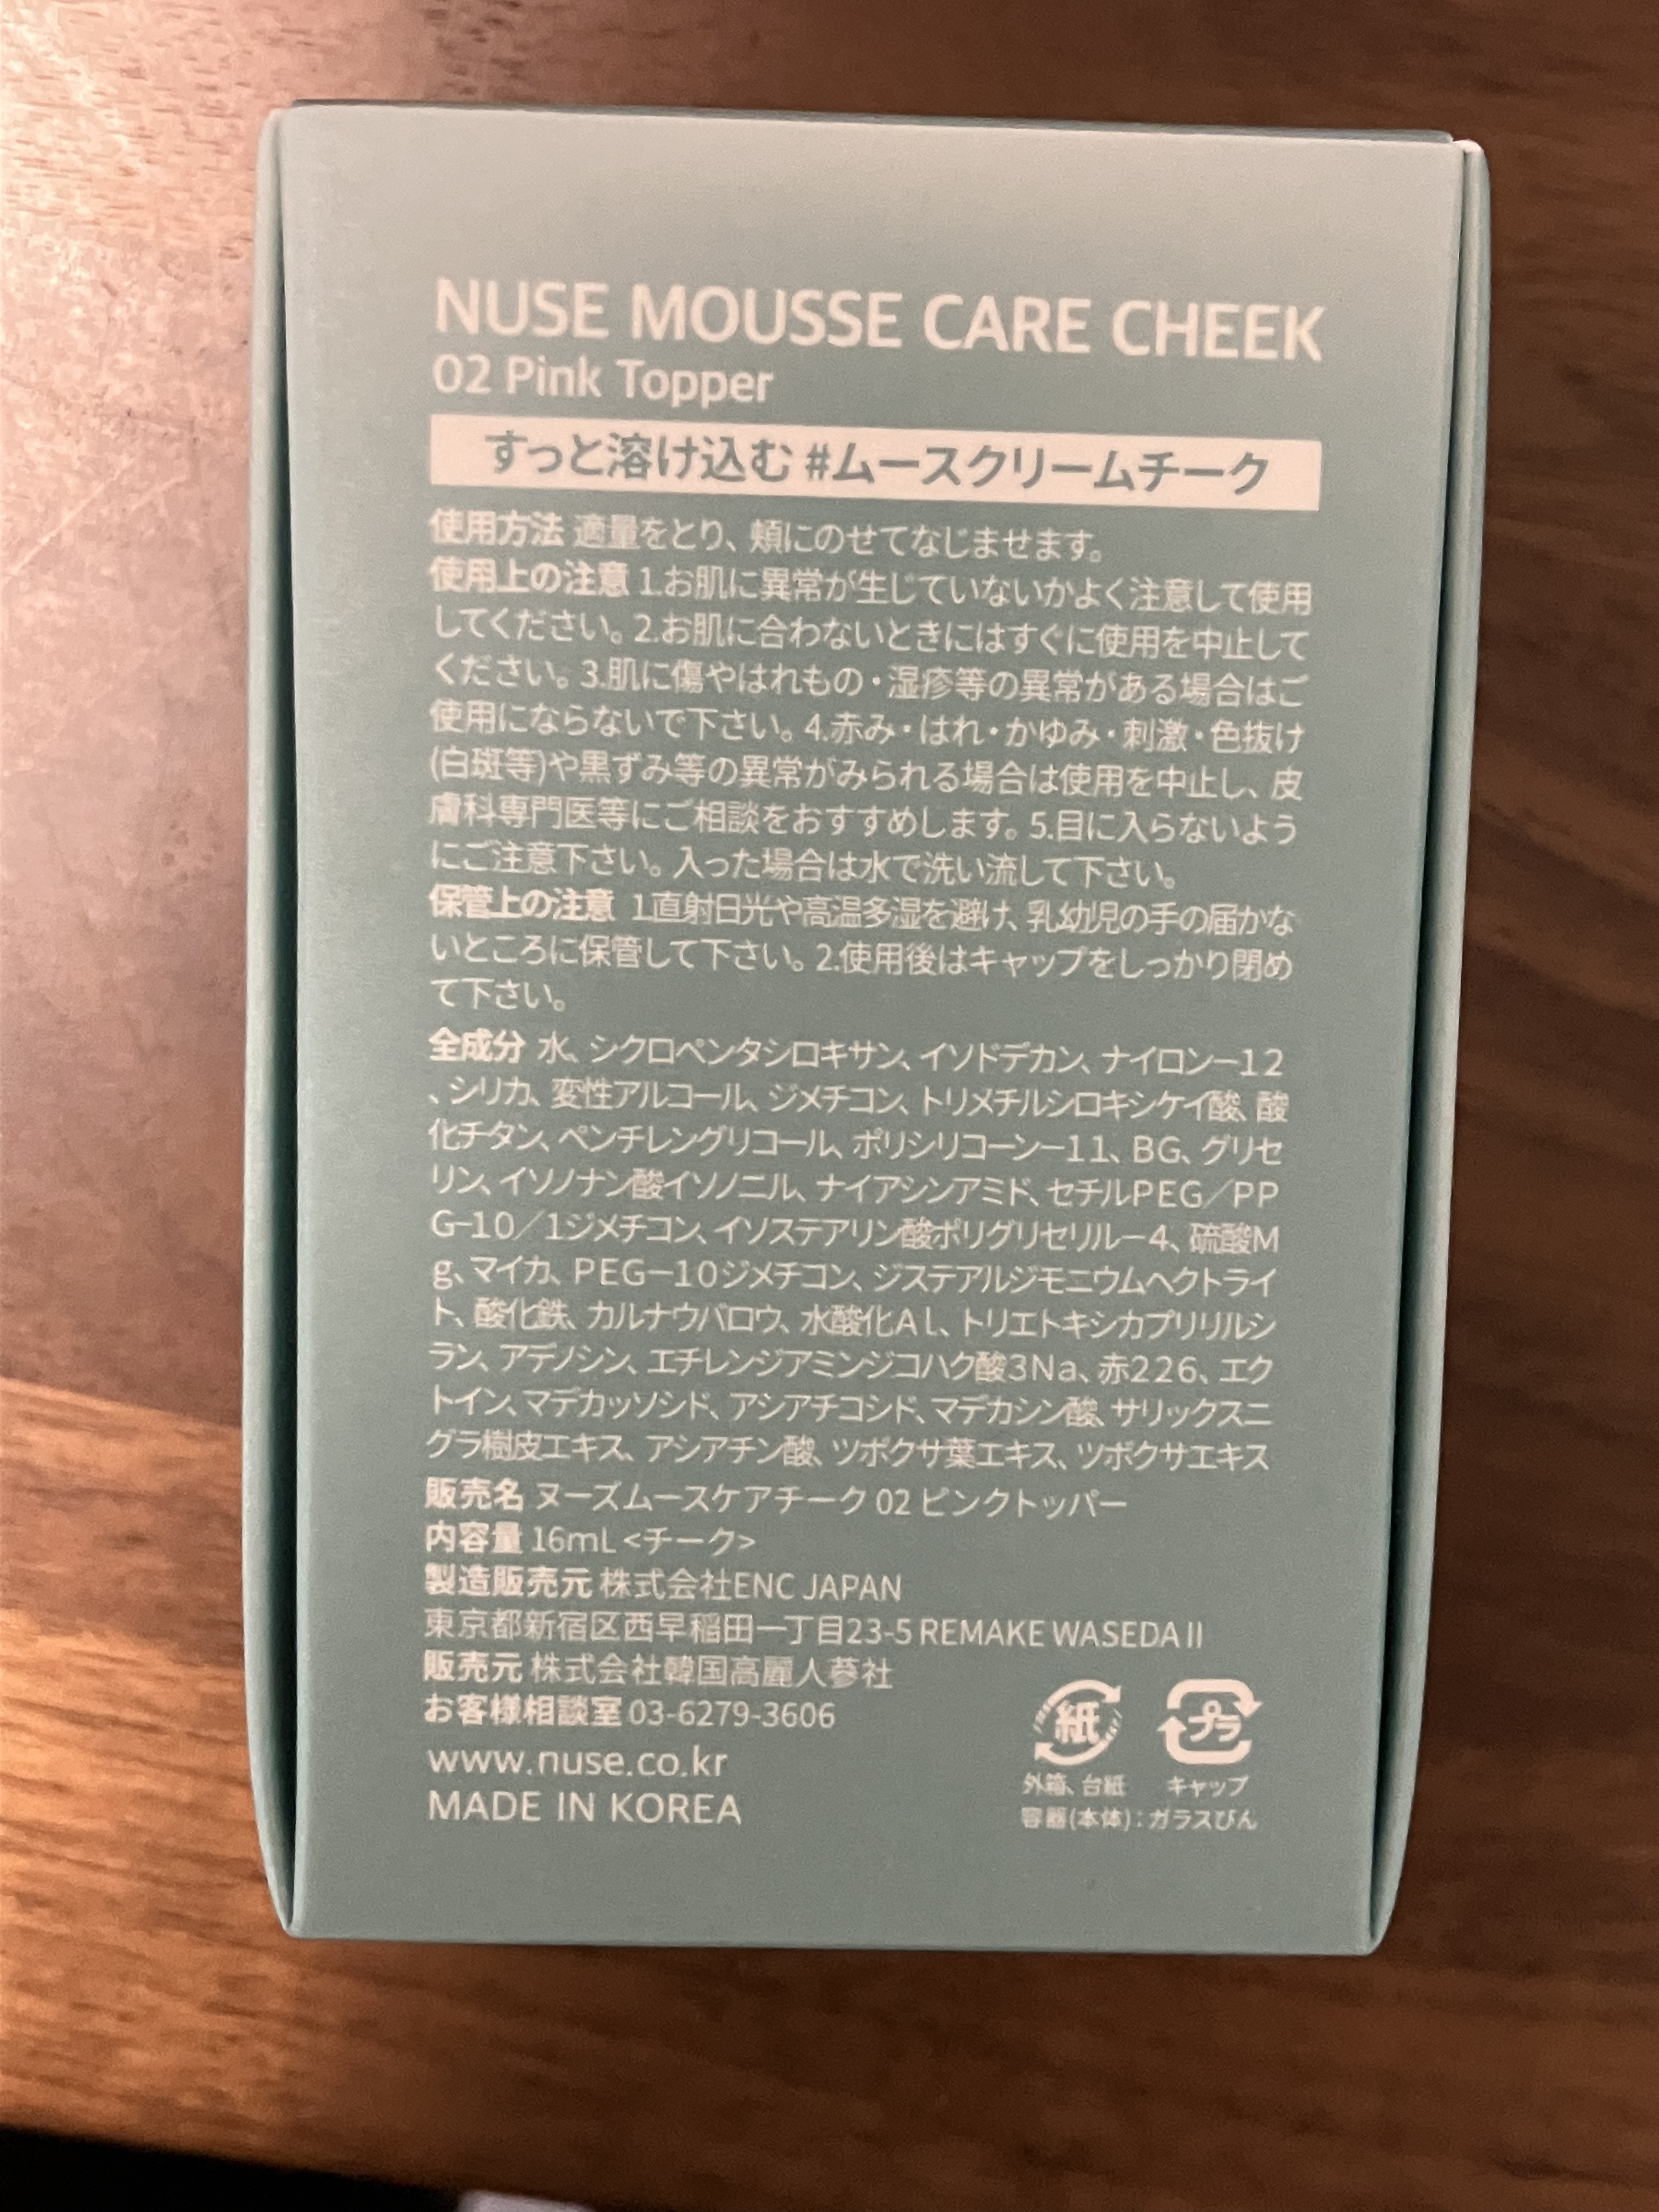 NUSE MOUSSE CARE CHEEK
02 Pink Topper
すっと溶け込む #ムースクリームチーク
使用方法 適量をとり、頬にのせてなじませます。
使用上の注意 1.お肌に異常が生じていないかよく注意して使用
してください。2.お肌に合わないときにはすぐに使用を中止して
ください。3.肌に傷やはれもの・湿疹等の異常がある場合はご
使用にならないで下さい。4.赤み・はれ・かゆみ・刺激・色抜け
(白斑等)や黒ずみ等の異常がみられる場合は使用を中止し、皮
膚科専門医等にご相談をおすすめします。5.目に入らないよう
にご注意下さい。入った場合は水で洗い流して下さい。
保管上の注意 1.直射日光や高温多湿を避け、乳幼児の手の届かな
いところに保管して下さい。2.使用後はキャップをしっかり閉め
て下さい。
全成分 水、シクロペンタシロキサン、イソドデカン、ナイロンー12
、シリカ、変性アルコール、ジメチコン、トリメチルシロキシケイ酸、酸
化チタン、ペンチレングリコール、ポリシリコーンー11、BG、グリセ
リン、イソノナン酸イソノニル、ナイアシンアミド、セチルPEG／PP
Gー10／1ジメチコン、イソステアリン酸ポリグリセリルー4、硫酸M
g、マイカ、PEGー10ジメチコン、ジステアルジモニウムヘクトライ
ト、酸化鉄、カルナウバロウ、水酸化Al、トリエトキシカプリリルシ
ラン、アデノシン、エチレンジアミンジコハク酸3Na、赤226、エク
トイン、マデカッソシド、アシアチコシド、マデカシン酸、サリックスニ
グラ樹皮エキス、アシアチン酸、ツボクサ葉エキス、ツボクサエキス
販売名 ヌーズムースケアチーク 02 ピンクトッパー
内容量 16mL <チーク>
製造販売元 株式会社ENC JAPAN
東京都新宿区西早稲田一丁目23-5 REMAKE WASEDA II
販売元 株式会社韓国高麗人蔘社
お客様相談室 03-6279-3606
www.nuse.co.kr
MADE IN KOREA
紙 プラ
外箱、台紙 キャップ
容器(本体):ガラスびん